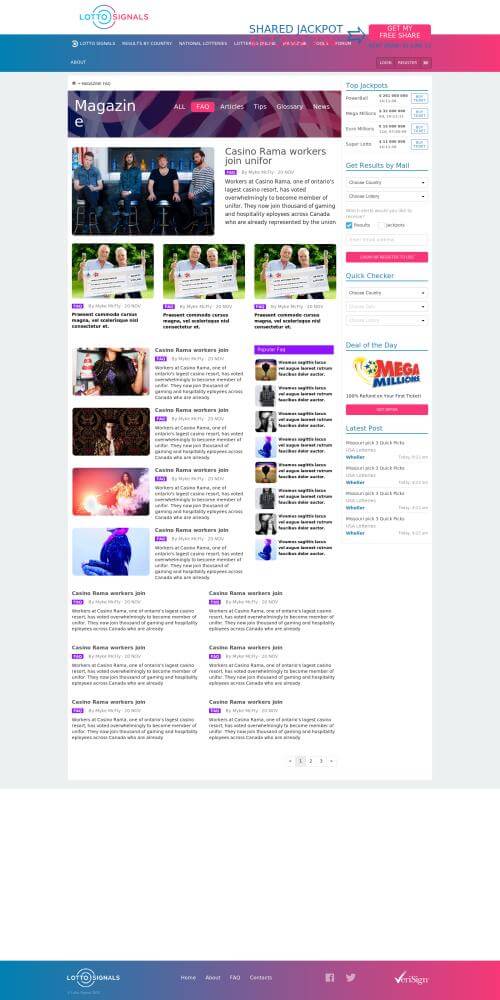 LOTTO SIGNALS
SHARED JACKPOT
GET MY
FREE SHARE
LOTTO SIGNALS RESULTS BY COUNTRY NATIONAL LOTTERIES FORUM
ABOUT
LOGIN REGISTER
MAGAZINE FAQ
Magazin
e
ALL FAQ Articles Tips Glossary News
Casino Rama workers
join unifor
FAQ By Myke McFly · 20 NOV
Workers at Casino Rama, one of ontario's
lagest casino resort, has voted
overwhelmingly to become member of
unifor. They now join thousand of gaming
and hospitality eployees across Canada
who are already represented by the union
FAQ By Myke McFly · 20 NOV
Praesent commodo cursus
magna, vel scelerisque nisl
consectetur et.
FAQ By Myke McFly · 20 NOV
Praesent commodo cursus
magna, vel scelerisque nisl
consectetur et.
FAQ By Myke McFly · 20 NOV
Praesent commodo cursus
magna, vel scelerisque nisl
consectetur et.
Casino Rama workers join
FAQ By Myke McFly · 20 NOV
Workers at Casino Rama, one of
ontario's lagest casino resort, has
voted overwhelmingly to become
member of unifor. They now join
thousand of gaming and hospitality
eployees across Canada who are
already
Casino Rama workers join
FAQ By Myke McFly · 20 NOV
Workers at Casino Rama, one of
ontario's lagest casino resort, has
voted overwhelmingly to become
member of unifor. They now join
thousand of gaming and hospitality
eployees across Canada who are
already
Casino Rama workers join
FAQ By Myke McFly · 20 NOV
Workers at Casino Rama, one of
ontario's lagest casino resort, has
voted overwhelmingly to become
member of unifor. They now join
thousand of gaming and hospitality
eployees across Canada who are
already
Casino Rama workers join
FAQ By Myke McFly · 20 NOV
Workers at Casino Rama, one of
ontario's lagest casino resort, has
voted overwhelmingly to become
member of unifor. They now join
thousand of gaming and hospitality
eployees across Canada who are
already
Popular Faq
Vivamus sagittis lacus
vel augue laoreet rutrum
faucibus dolor auctor.
Vivamus sagittis lacus
vel augue laoreet rutrum
faucibus dolor auctor.
Vivamus sagittis lacus
vel augue laoreet rutrum
faucibus dolor auctor.
Vivamus sagittis lacus
vel augue laoreet rutrum
faucibus dolor auctor.
Vivamus sagittis lacus
vel augue laoreet rutrum
faucibus dolor auctor.
Vivamus sagittis lacus
vel augue laoreet rutrum
faucibus dolor auctor.
Vivamus sagittis lacus
vel augue laoreet rutrum
faucibus dolor auctor.
Vivamus sagittis lacus
vel augue laoreet rutrum
faucibus dolor auctor.
Casino Rama workers join
FAQ By Myke McFly · 20 NOV
Workers at Casino Rama, one of ontario's lagest casino
resort, has voted overwhelmingly to become member of
unifor. They now join thousand of gaming and hospitality
eployees across Canada who are already
Casino Rama workers join
FAQ By Myke McFly · 20 NOV
Workers at Casino Rama, one of ontario's lagest casino
resort, has voted overwhelmingly to become member of
unifor. They now join thousand of gaming and hospitality
eployees across Canada who are already
Casino Rama workers join
FAQ By Myke McFly · 20 NOV
Workers at Casino Rama, one of ontario's lagest casino
resort, has voted overwhelmingly to become member of
unifor. They now join thousand of gaming and hospitality
eployees across Canada who are already
Casino Rama workers join
FAQ By Myke McFly · 20 NOV
Workers at Casino Rama, one of ontario's lagest casino
resort, has voted overwhelmingly to become member of
unifor. They now join thousand of gaming and hospitality
eployees across Canada who are already
Casino Rama workers join
FAQ By Myke McFly · 20 NOV
Workers at Casino Rama, one of ontario's lagest casino
resort, has voted overwhelmingly to become member of
unifor. They now join thousand of gaming and hospitality
eployees across Canada who are already
Casino Rama workers join
FAQ By Myke McFly · 20 NOV
Workers at Casino Rama, one of ontario's lagest casino
resort, has voted overwhelmingly to become member of
unifor. They now join thousand of gaming and hospitality
eployees across Canada who are already
« 1 2 3 »
Top Jackpots
PowerBall BUY TICKET
Mega Millions BUY TICKET
Euro Millions BUY TICKET
Super Lotto BUY TICKET
Get Results by Mail
Choose Country
Choose Lottery
Which alerts would you like to
receive?
Results Jackpots
Enter email address
Quick Checker
Choose Country
Choose Date
Choose Lottery
Deal of the Day
MEGA
MILLIONS
100% Refund on Your First Ticket!
Latest Post
Missouri pick 3 Quick Picks
USA Lotteries
Wheller Today, 8:21 am
Missouri pick 3 Quick Picks
USA Lotteries
Wheller Today, 8:21 am
Missouri pick 3 Quick Picks
USA Lotteries
Wheller Today, 8:21 am
Missouri pick 3 Quick Picks
USA Lotteries
Wheller Today, 8:21 am
LOTTO SIGNALS
Home About FAQ Contacts
VeriSign